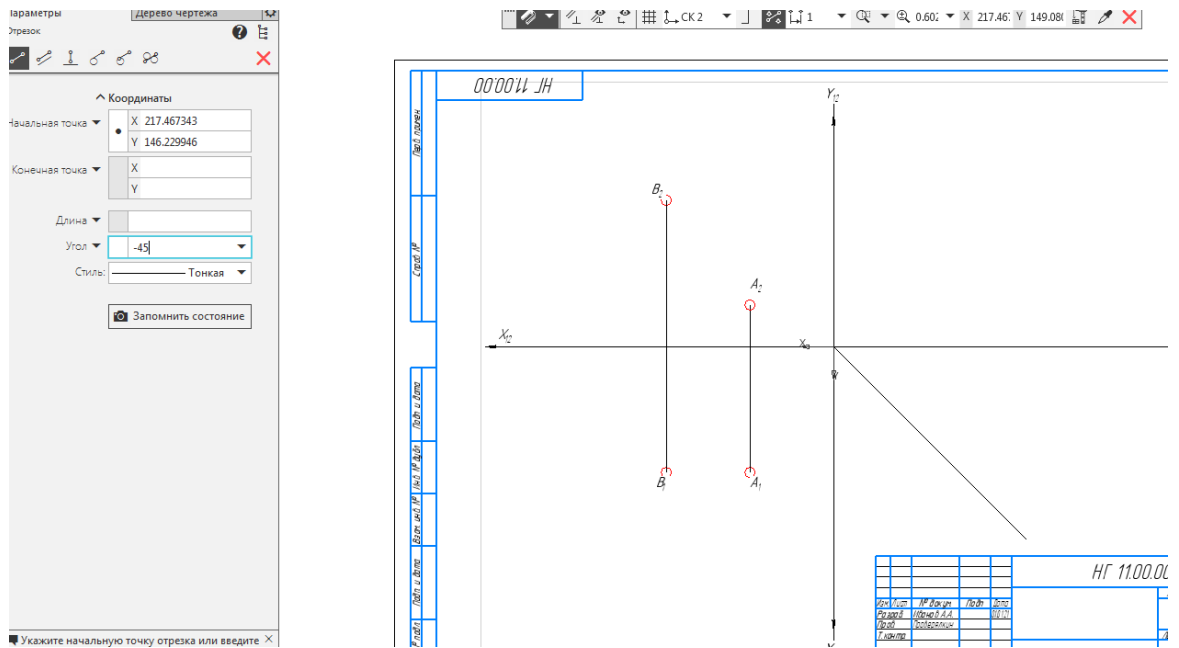 Параметры
Дерево чертежа
Отрезок
Координаты
Начальная точка
X 217.467343
Y 146.229946
Конечная точка
X
Y
Длина
Угол
-45
Стиль:
Тонкая
Запомнить состояние
Укажите начальную точку отрезка или введите
СК 2
1
0.602
X 217.467
Y 149.080
НГ 11.00.00
Y12
B2
A2
X12
B1
A1
Перв. примен.
Справ. №
Подп. и дата
Инв. № дубл.
Взам. инв. №
Подп. и дата
НГ 11.00.00
Изм. Лист № докум. Подп. Дата
Разраб. Иванов А.А.
Пров.
Т.контр.